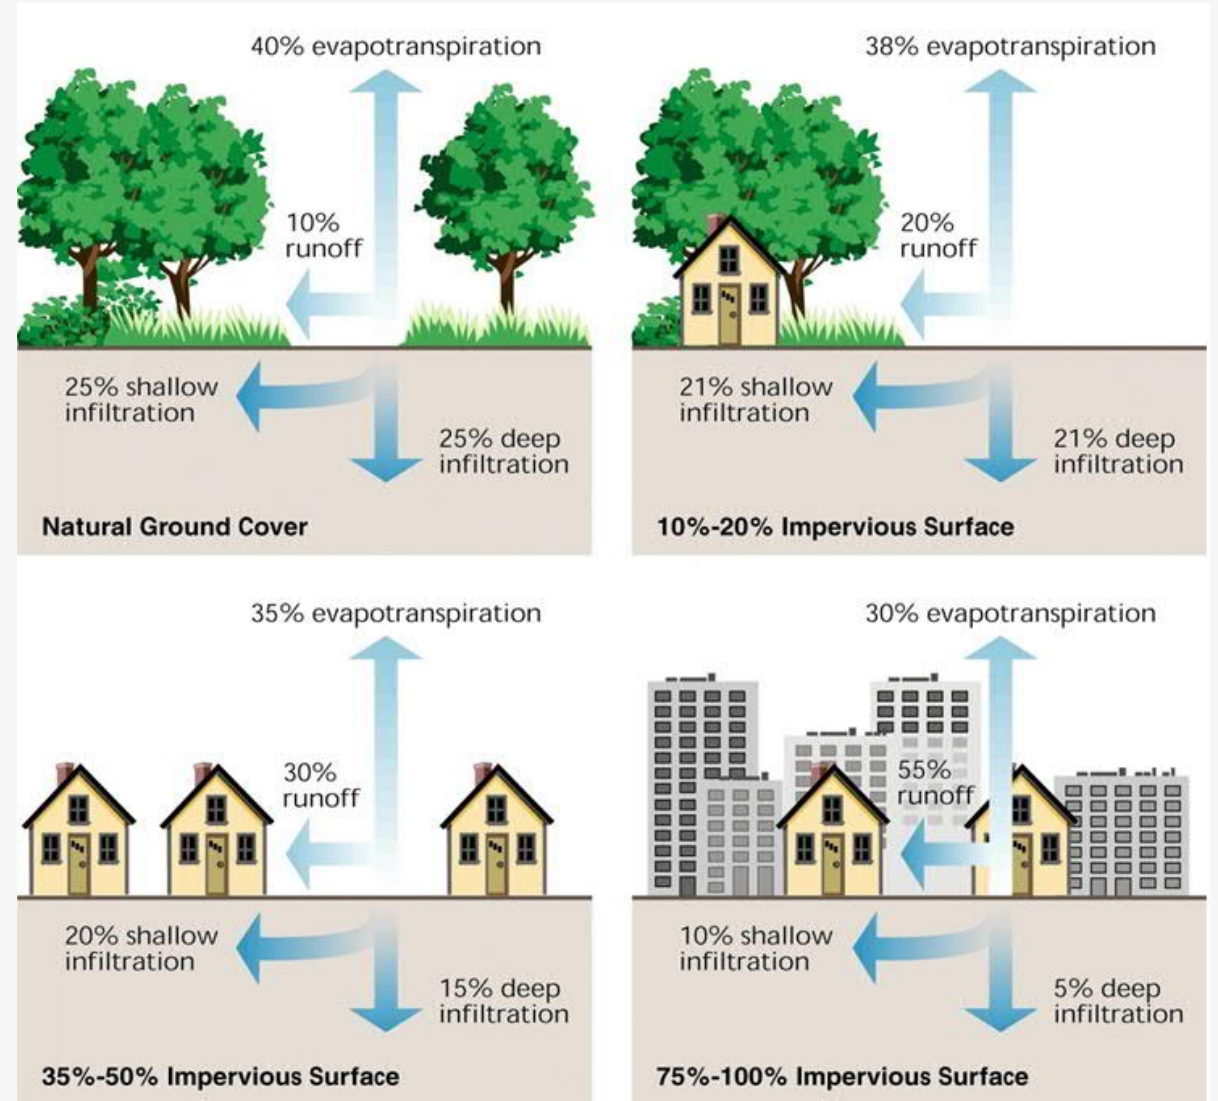 40% evapotranspiration
10%
runoff
25% shallow
infiltration
25% deep
infiltration
Natural Ground Cover
38% evapotranspiration
20%
runoff
21% shallow
infiltration
21% deep
infiltration
10%-20% Impervious Surface
35% evapotranspiration
30%
runoff
20% shallow
infiltration
15% deep
infiltration
35%-50% Impervious Surface
30% evapotranspiration
55%
runoff
10% shallow
infiltration
5% deep
infiltration
75%-100% Impervious Surface